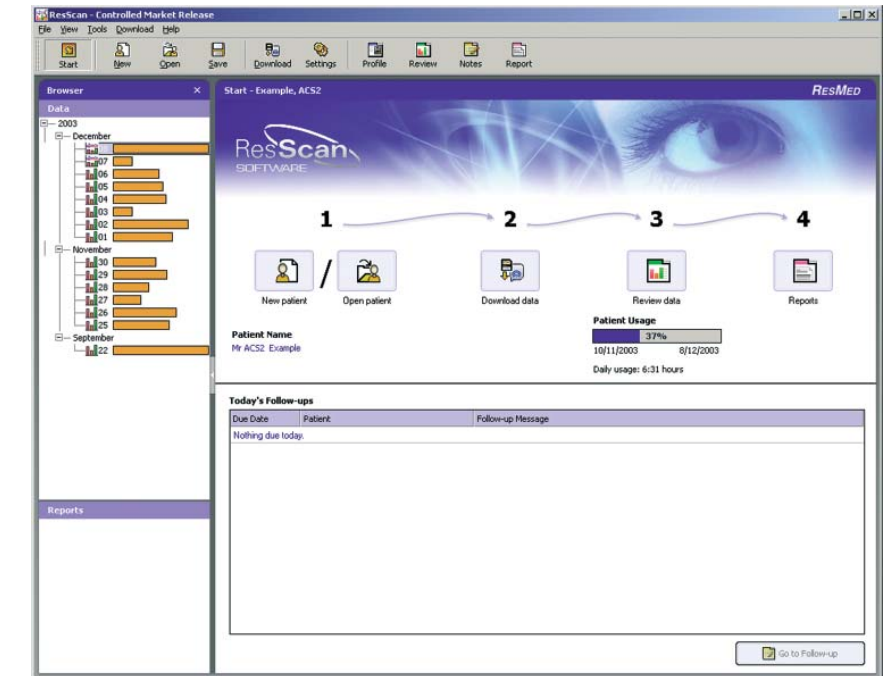 ResScan - Controlled Market Release
File View Tools Download Help
Start New Open Save Download Settings Profile Review Notes Report
Browser ×
Start - Example, ACS2
RESMED
Data
2003
December
07
06
05
04
03
02
01
November
30
29
28
27
26
25
September
22
ResScan
SOFTWARE
1 2 3 4
New patient / Open patient Download data Review data Reports
Patient Name
Mr ACS2 Example
Patient Usage
37%
10/11/2003 8/12/2003
Daily usage: 6:31 hours
Today's Follow-ups
Due Date Patient Follow-up Message
Nothing due today.
Reports
Go to Follow-up